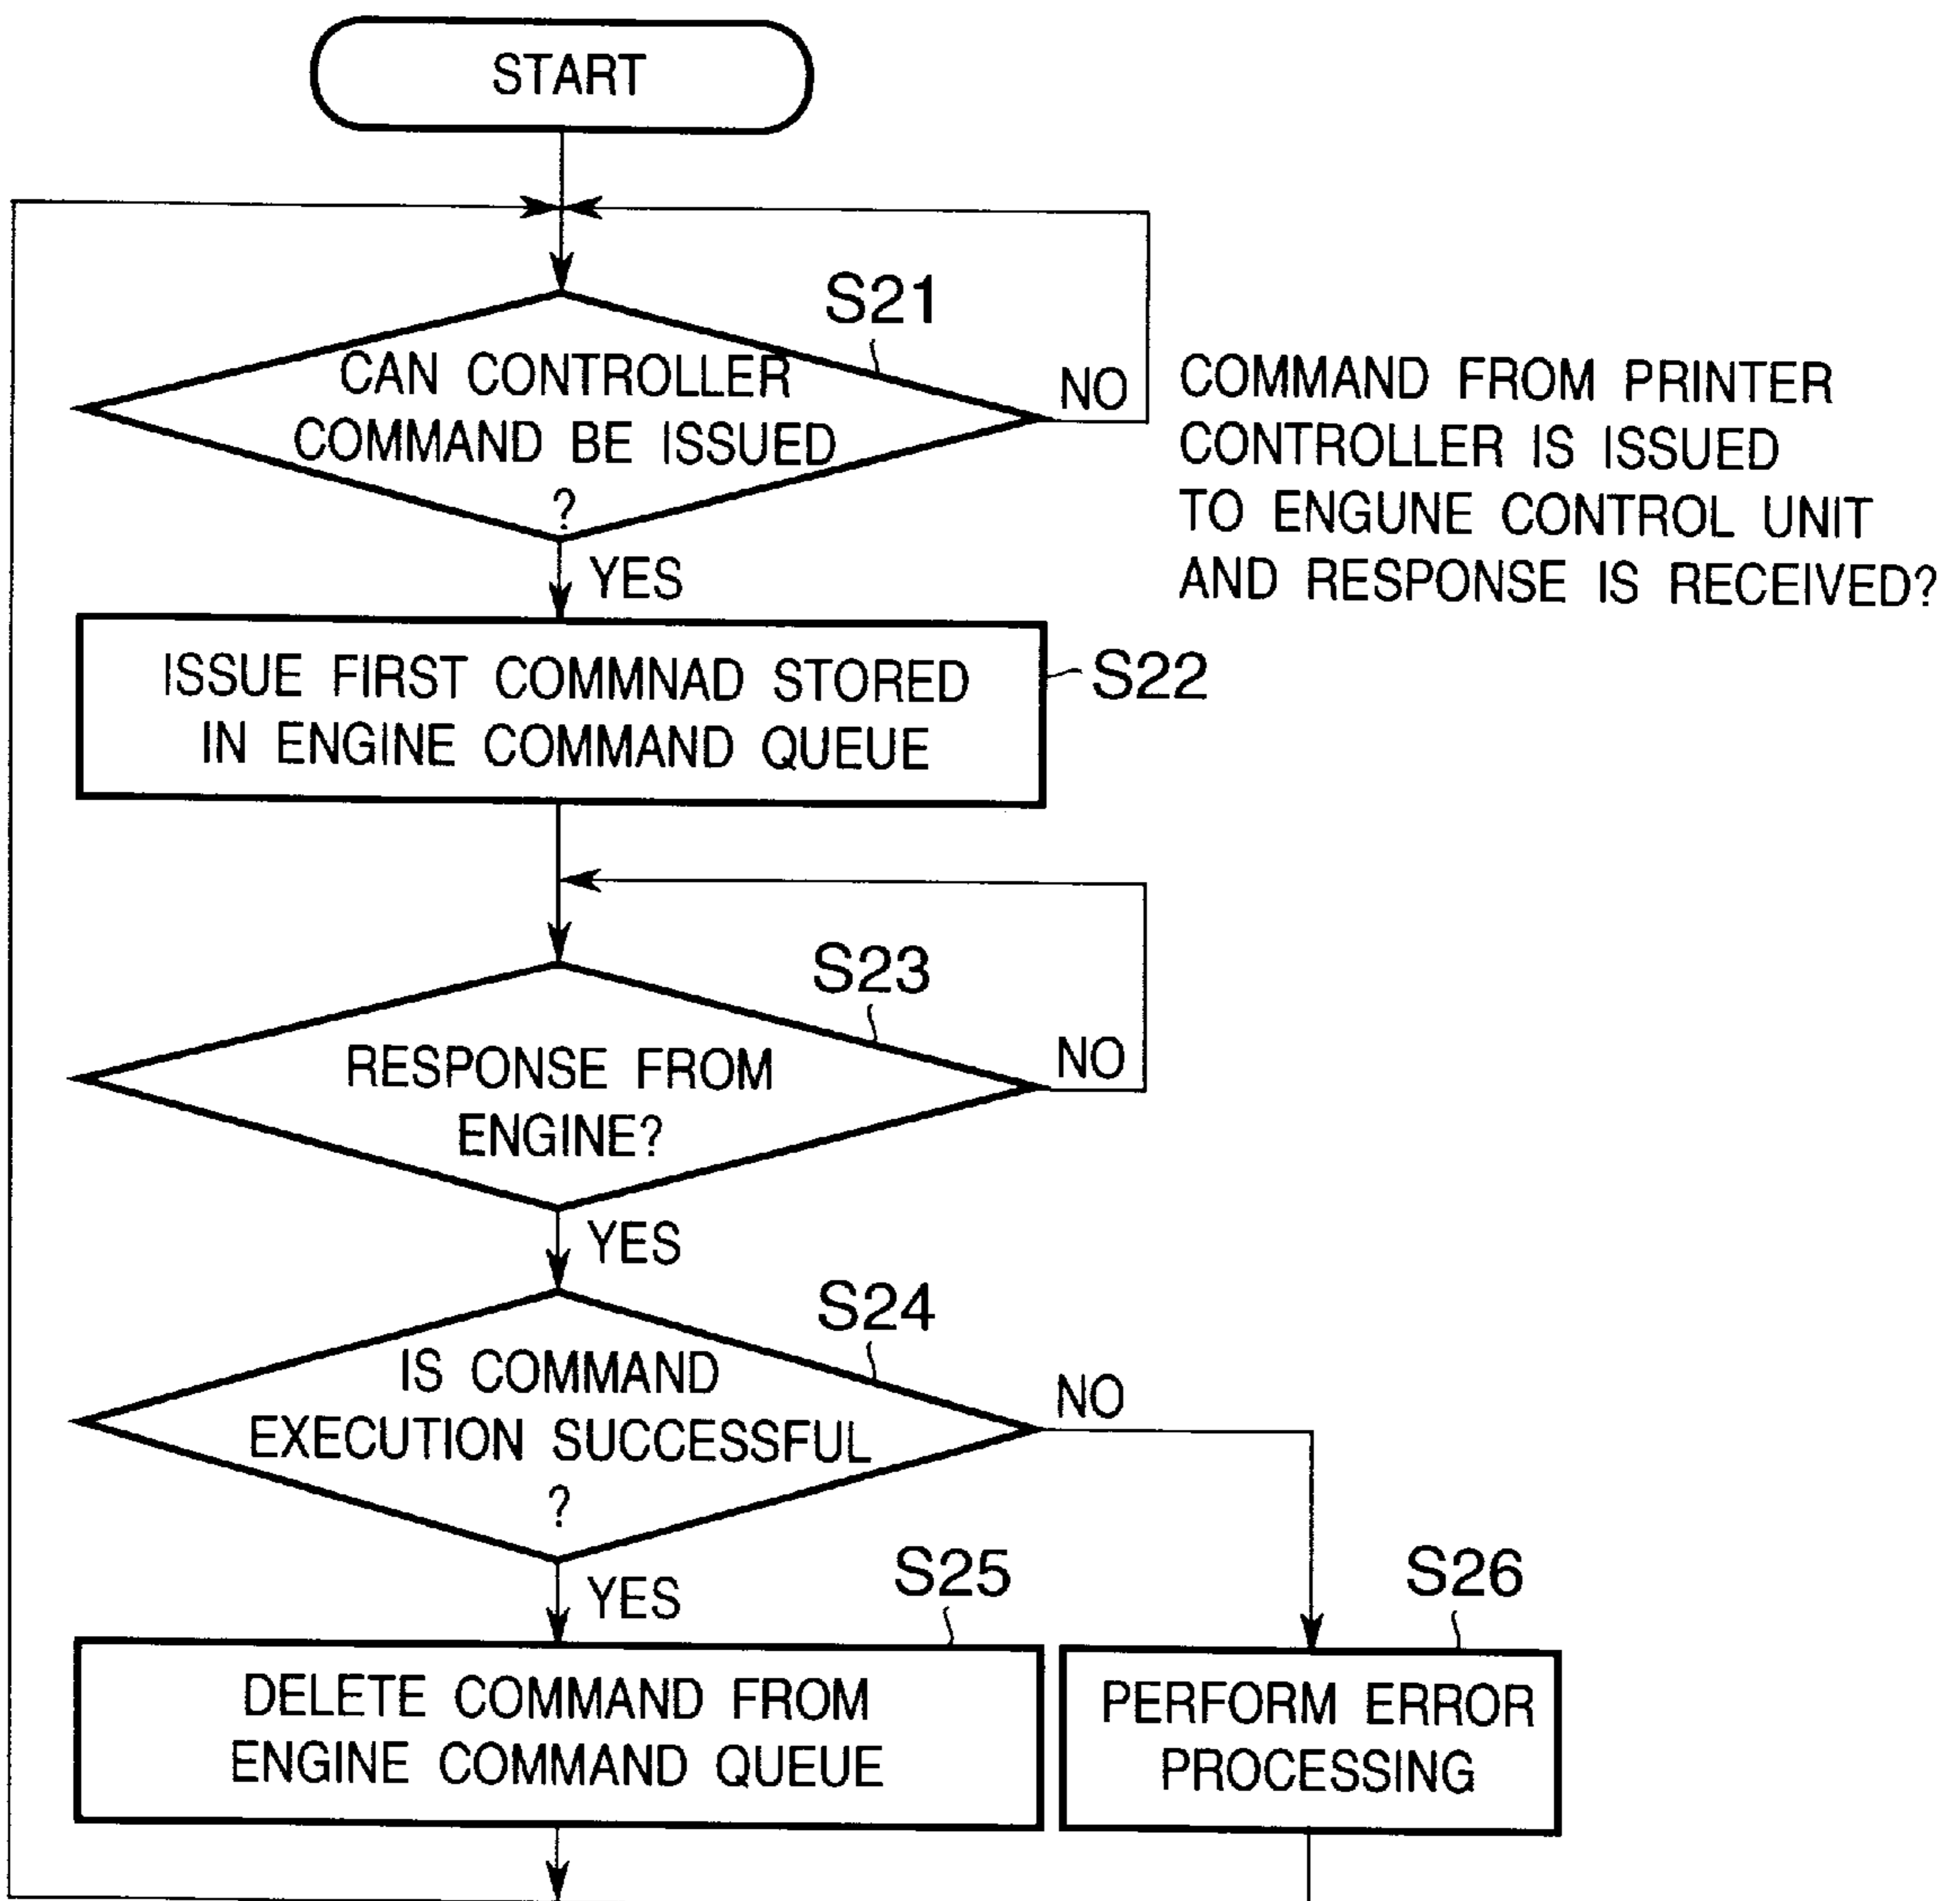 START
S21
CAN CONTROLLER
COMMAND BE ISSUED
?
NO
COMMAND FROM PRINTER
CONTROLLER IS ISSUED
TO ENGUNE CONTROL UNIT
AND RESPONSE IS RECEIVED?
YES
ISSUE FIRST COMMNAD STORED
IN ENGINE COMMAND QUEUE
S22
S23
RESPONSE FROM
ENGINE?
NO
YES
S24
IS COMMAND
EXECUTION SUCCESSFUL
?
NO
YES
S25
DELETE COMMAND FROM
ENGINE COMMAND QUEUE
S26
PERFORM ERROR
PROCESSING